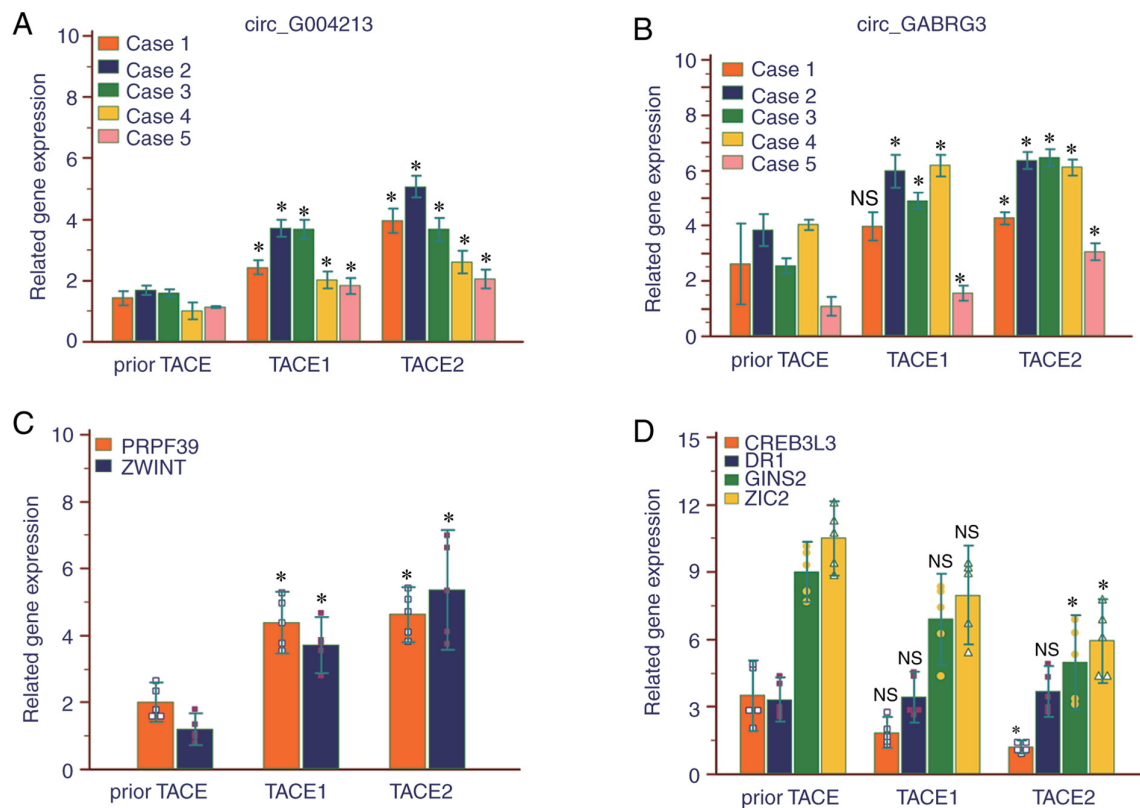 A
circ_G004213
Related gene expression
10
8
6
4
2
0
Case 1
Case 2
Case 3
Case 4
Case 5
* * * * *
* * * * *
prior TACE TACE1 TACE2
B
circ_GABRG3
Related gene expression
10
8
6
4
2
0
Case 1
Case 2
Case 3
Case 4
Case 5
NS * * * *
* * * * *
prior TACE TACE1 TACE2
C
Related gene expression
10
8
6
4
2
0
PRPF39
ZWINT
* *
* *
prior TACE TACE1 TACE2
D
Related gene expression
15
12
9
6
3
0
CREB3L3
DR1
GINS2
ZIC2
NS NS NS NS
* NS * *
prior TACE TACE1 TACE2